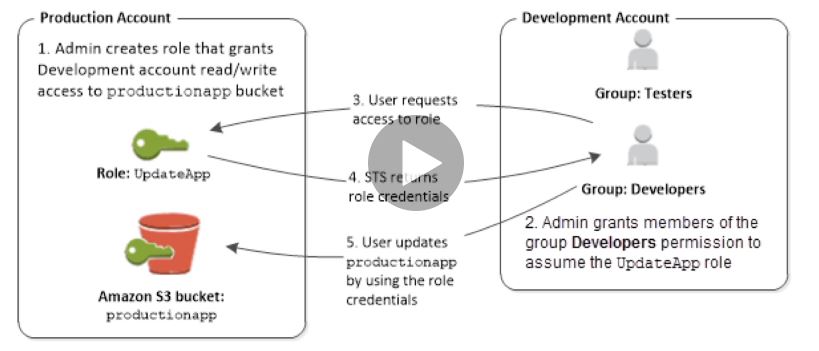 Production Account
1. Admin creates role that grants
Development account read/write
access to productionapp bucket
Role: UpdateApp
Amazon S3 bucket:
productionapp
3. User requests
access to role
4. STS returns
role credentials
5. User updates
productionapp
by using the role
credentials
Development Account
Group: Testers
Group: Developers
2. Admin grants members of the
group Developers permission to
assume the UpdateApp role